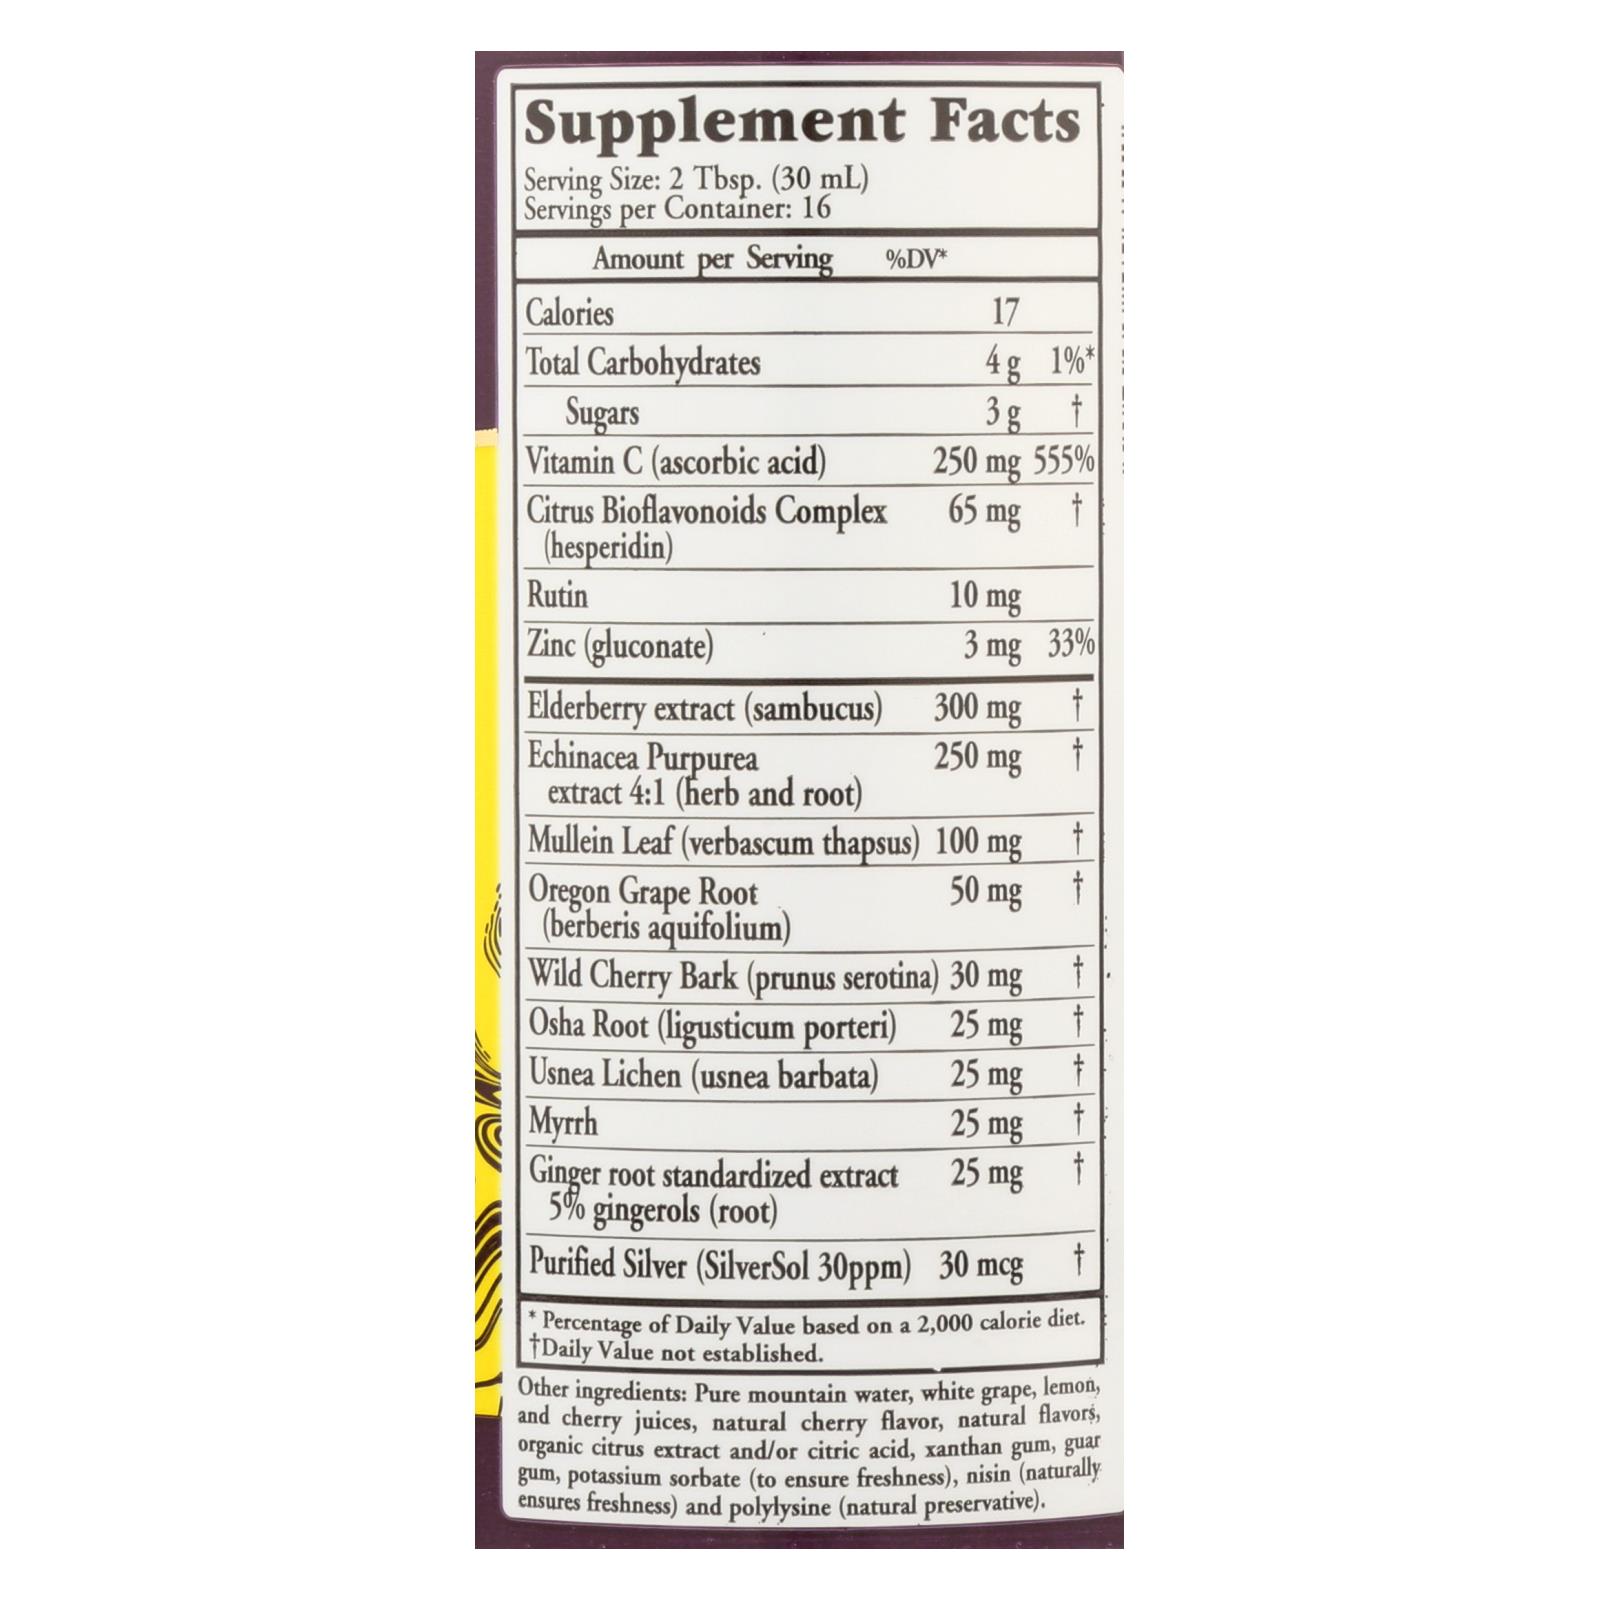 Supplement Facts
Serving Size: 2 Tbsp. (30 mL)
Servings per Container: 16
Amount per Serving %DV*
Calories 17
Total Carbohydrates 4 g 1%*
Sugars 3 g †
Vitamin C (ascorbic acid) 250 mg 555%
Citrus Bioflavonoids Complex 65 mg †
(hesperidin)
Rutin 10 mg
Zinc (gluconate) 3 mg 33%
Elderberry extract (sambucus) 300 mg †
Echinacea Purpurea 250 mg †
extract 4:1 (herb and root)
Mullein Leaf (verbascum thapsus) 100 mg †
Oregon Grape Root 50 mg †
(berberis aquifolium)
Wild Cherry Bark (prunus serotina) 30 mg †
Osha Root (ligusticum porteri) 25 mg †
Usnea Lichen (usnea barbata) 25 mg †
Myrrh 25 mg †
Ginger root standardized extract 25 mg †
5% gingerols (root)
Purified Silver (SilverSol 30ppm) 30 mcg †
* Percentage of Daily Value based on a 2,000 calorie diet.
†Daily Value not established.
Other ingredients: Pure mountain water, white grape, lemon,
and cherry juices, natural cherry flavor, natural flavors,
organic citrus extract and/or citric acid, xanthan gum, guar
gum, potassium sorbate (to ensure freshness), nisin (naturally
ensures freshness) and polylysine (natural preservative).